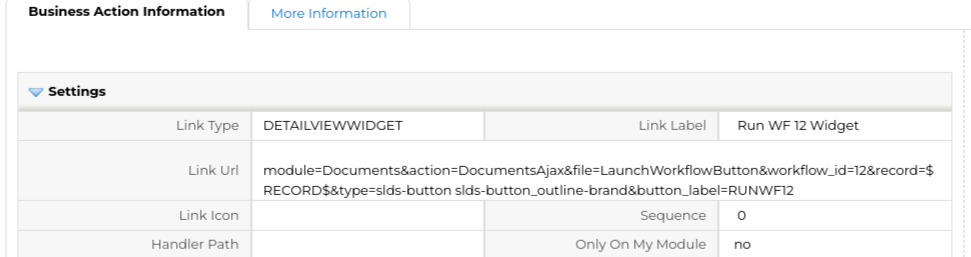 Business Action Information More Information
Settings
Link Type DETAILVIEWWIDGET Link Label Run WF 12 Widget
Link Url module=Documents&action=DocumentsAjax&file=LaunchWorkflowButton&workflow_id=12&record=$
RECORD$&type=slds-button slds-button_outline-brand&button_label=RUNWF12
Link Icon Sequence 0
Handler Path Only On My Module no